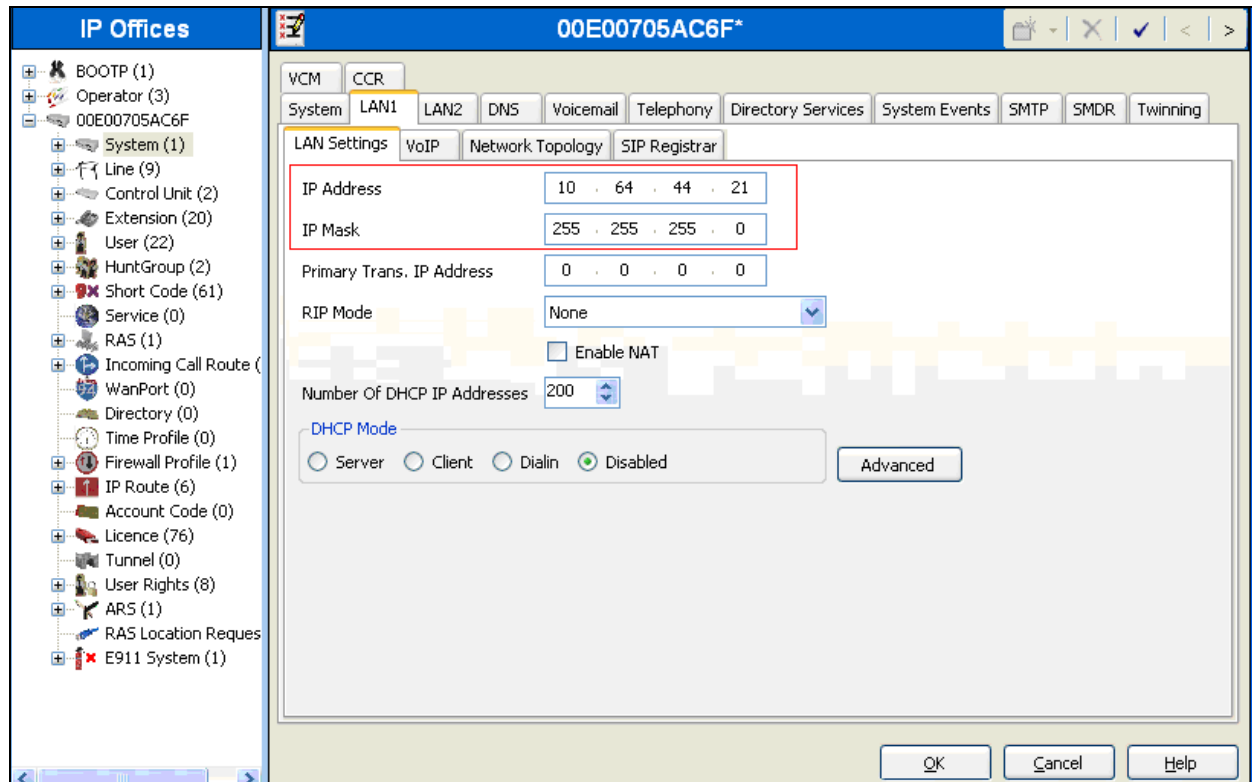 IP Offices
BOOTP (1)
Operator (3)
00E00705AC6F
System (1)
Line (9)
Control Unit (2)
Extension (20)
User (22)
HuntGroup (2)
Short Code (61)
Service (0)
RAS (1)
Incoming Call Route (
WanPort (0)
Directory (0)
Time Profile (0)
Firewall Profile (1)
IP Route (6)
Account Code (0)
Licence (76)
Tunnel (0)
User Rights (8)
ARS (1)
RAS Location Reques
E911 System (1)
00E00705AC6F*
VCM CCR
System LAN1 LAN2 DNS Voicemail Telephony Directory Services System Events SMTP SMDR Twinning
LAN Settings VoIP Network Topology SIP Registrar
IP Address 10 . 64 . 44 . 21
IP Mask 255 . 255 . 255 . 0
Primary Trans. IP Address 0 . 0 . 0 . 0
RIP Mode None
Enable NAT
Number Of DHCP IP Addresses 200
DHCP Mode
Server Client Dialin Disabled Advanced
OK Cancel Help